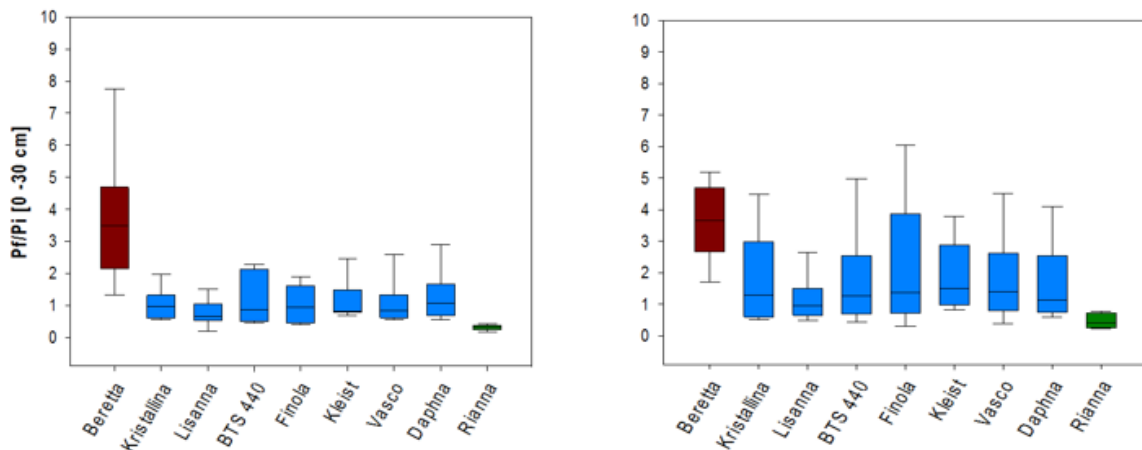 10
9
8
7
6
5
4
3
2
1
0
Pf/Pi [0 -30 cm]
Beretta
Kristallina
Lisanna
BTS 440
Finola
Kleist
Vasco
Daphna
Rianna
10
9
8
7
6
5
4
3
2
1
0
Beretta
Kristallina
Lisanna
BTS 440
Finola
Kleist
Vasco
Daphna
Rianna